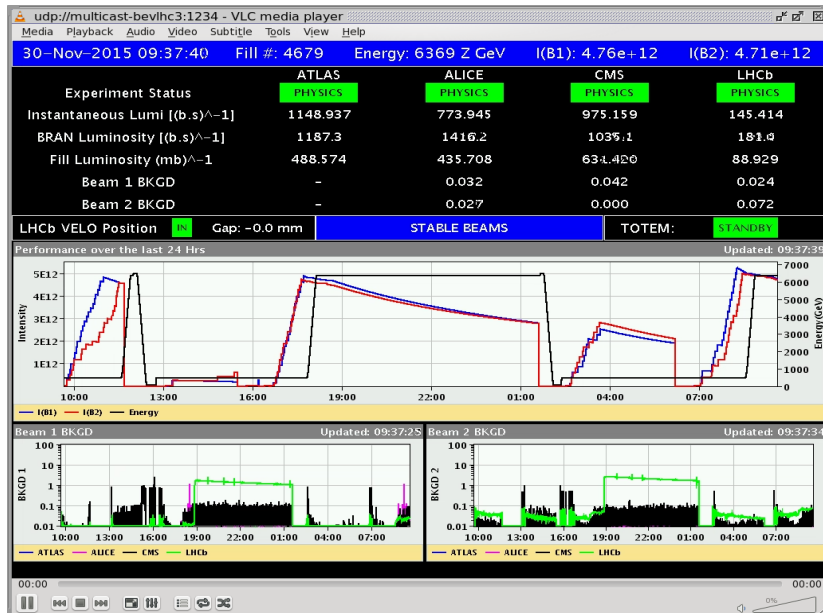 udp://multicast-bevlhc3:1234 - VLC media player
Media Playback Audio Video Subtitle Tools View Help
30-Nov-2015 09:37:40 Fill #: 4679 Energy: 6369 Z GeV I(B1): 4.76e+12 I(B2): 4.71e+12
ATLAS ALICE CMS LHCb
Experiment Status PHYSICS PHYSICS PHYSICS PHYSICS
Instantaneous Lumi [(b.s)^-1] 1148.937 773.945 975.159 145.414
BRAN Luminosity [(b.s)^-1] 1187.3 1416.2
Fill Luminosity (mb)^-1 488.574 435.708 88.929
Beam 1 BKGD - 0.032 0.042 0.024
Beam 2 BKGD - 0.027 0.000 0.072
LHCb VELO Position IN Gap: -0.0 mm STABLE BEAMS TOTEM: STANDBY
Performance over the last 24 Hrs Updated: 09:37:39
Intensity
5E12
4E12
3E12
2E12
1E12
7000
6000
5000
4000
3000
2000
1000
0
Energy(GeV)
10:00 13:00 16:00 19:00 22:00 01:00 04:00 07:00
I(B1) I(B2) Energy
Beam 1 BKGD Updated: 09:37:25
BKGD 1
100
10
1
0.1
0.01
10:00 13:00 16:00 19:00 22:00 01:00 04:00 07:00
ATLAS ALICE CMS LHCb
Beam 2 BKGD Updated: 09:37:34
BKGD 2
100
10
1
0.1
0.01
10:00 13:00 16:00 19:00 22:00 01:00 04:00 07:00
ATLAS ALICE CMS LHCb
00:00 00:00
0%